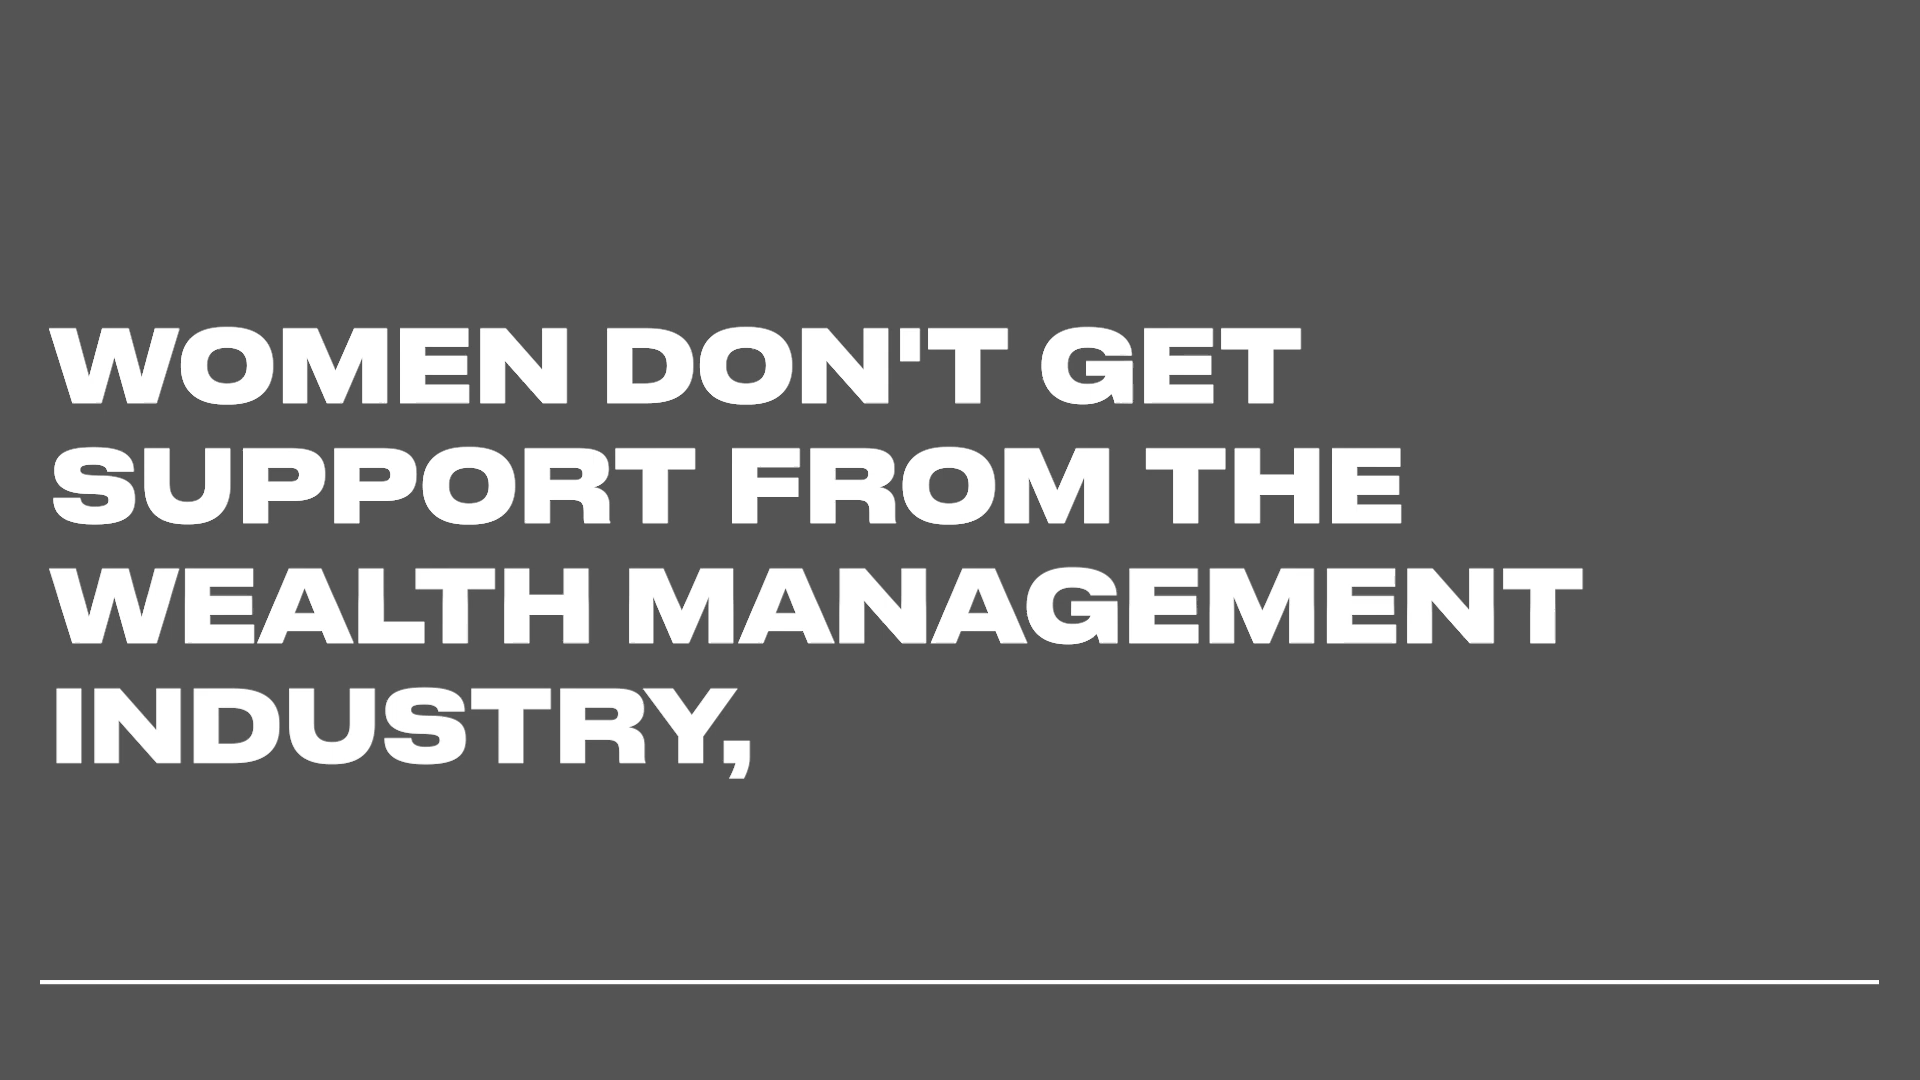 WOMEN DON'T GET
SUPPORT FROM THE
WEALTH MANAGEMENT
INDUSTRY,